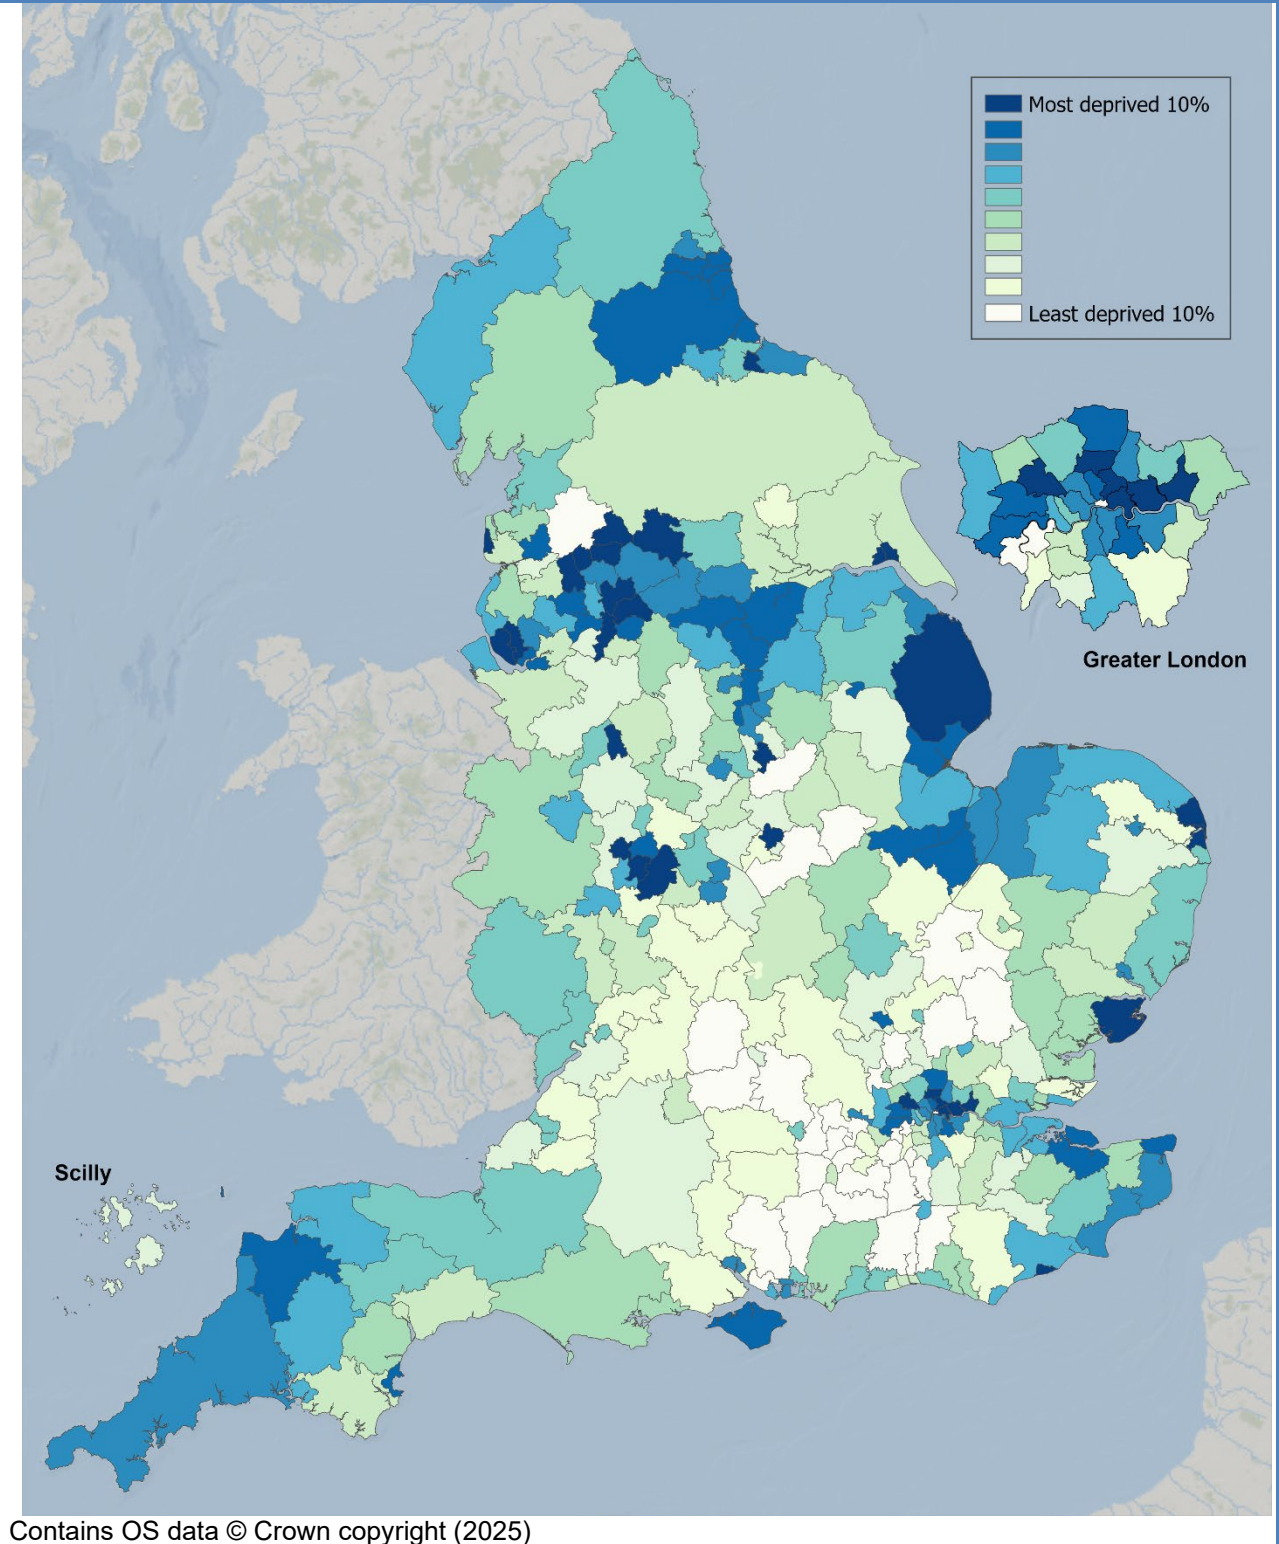 Most deprived 10%
Least deprived 10%
Greater London
Scilly
Contains OS data © Crown copyright (2025)